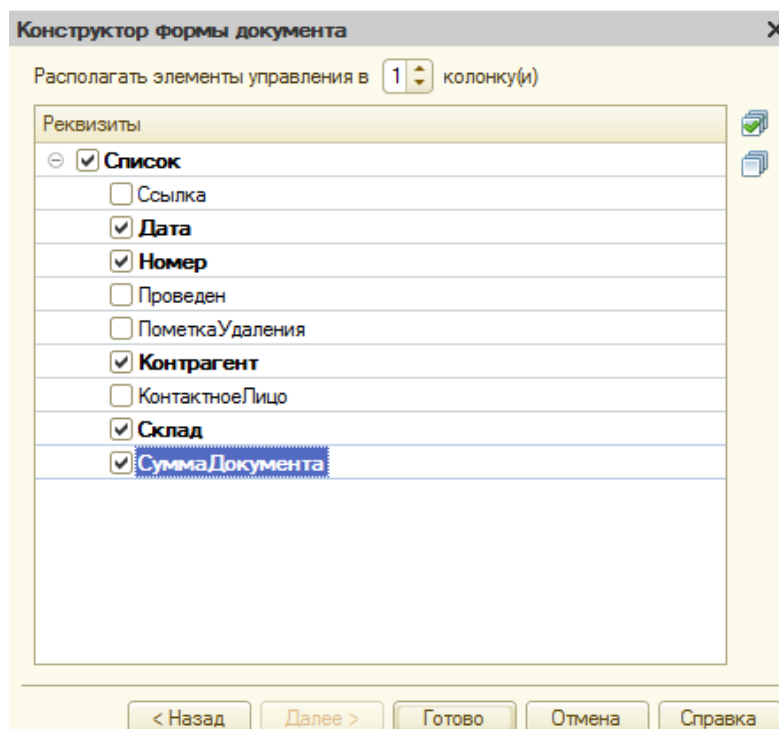 Конструктор формы документа
Располагать элементы управления в 1 колонку(и)
Реквизиты
Список
Ссылка
Дата
Номер
Проведен
ПометкаУдаления
Контрагент
КонтактноеЛицо
Склад
СуммаДокумента
< Назад Далее > Готово Отмена Справка